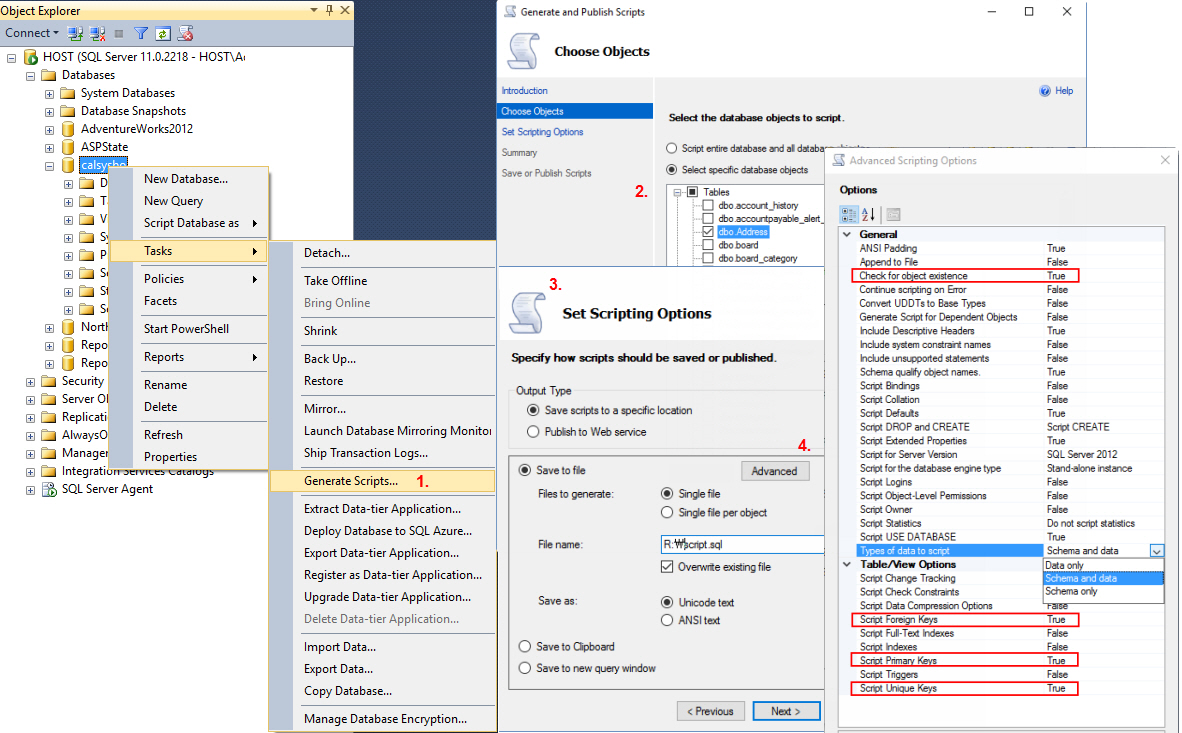 Object Explorer
Connect
HOST (SQL Server 11.0.2218 - HOST\
Databases
System Databases
Database Snapshots
AdventureWorks2012
ASPState
calsysbo
D
T
V
Sy
P
Se
St
Se
North
Repo
Repo
Security
Server Ob
Replicati
AlwaysO
Manager
Integration Services Catalogs
SQL Server Agent
New Database...
New Query
Script Database as
Tasks
Policies
Facets
Start PowerShell
Reports
Rename
Delete
Refresh
Properties
Detach...
Take Offline
Bring Online
Shrink
Back Up...
Restore
Mirror...
Launch Database Mirroring Monitor
Ship Transaction Logs...
Generate Scripts... 1.
Extract Data-tier Application...
Deploy Database to SQL Azure...
Export Data-tier Application...
Register as Data-tier Application...
Upgrade Data-tier Application...
Delete Data-tier Application...
Import Data...
Export Data...
Copy Database...
Manage Database Encryption...
Generate and Publish Scripts
Choose Objects
Introduction
Choose Objects
Set Scripting Options
Summary
Save or Publish Scripts
Help
Select the database objects to script.
Script entire database and all database
Select specific database objects
2.
Tables
dbo.account_history
dbo.accountpayable_alert_
dbo.Address
dbo.board
dbo.board_category
3.
Set Scripting Options
Specify how scripts should be saved or published.
Output Type
Save scripts to a specific location
Publish to Web service
4.
Save to file
Advanced
Files to generate:
Single file
Single file per object
File name:
R:₩script.sql
Overwrite existing file
Save as:
Unicode text
ANSI text
Save to Clipboard
Save to new query window
< Previous
Next >
Advanced Scripting Options
Options
General
ANSI Padding True
Append to File False
Check for object existence True
Continue scripting on Error False
Convert UDDTs to Base Types False
Generate Script for Dependent Objects False
Include Descriptive Headers True
Include system constraint names False
Include unsupported statements False
Schema qualify object names. True
Script Bindings False
Script Collation False
Script Defaults True
Script DROP and CREATE Script CREATE
Script Extended Properties True
Script for Server Version SQL Server 2012
Script for the database engine type Stand-alone instance
Script Logins False
Script Object-Level Permissions False
Script Owner False
Script Statistics Do not script statistics
Script USE DATABASE True
Types of data to script Schema and data
Data only
Schema and data
Schema only
Table/View Options
Script Change Tracking
Script Check Constraints
Script Data Compression Options False
Script Foreign Keys True
Script Full-Text Indexes False
Script Indexes False
Script Primary Keys True
Script Triggers False
Script Unique Keys True